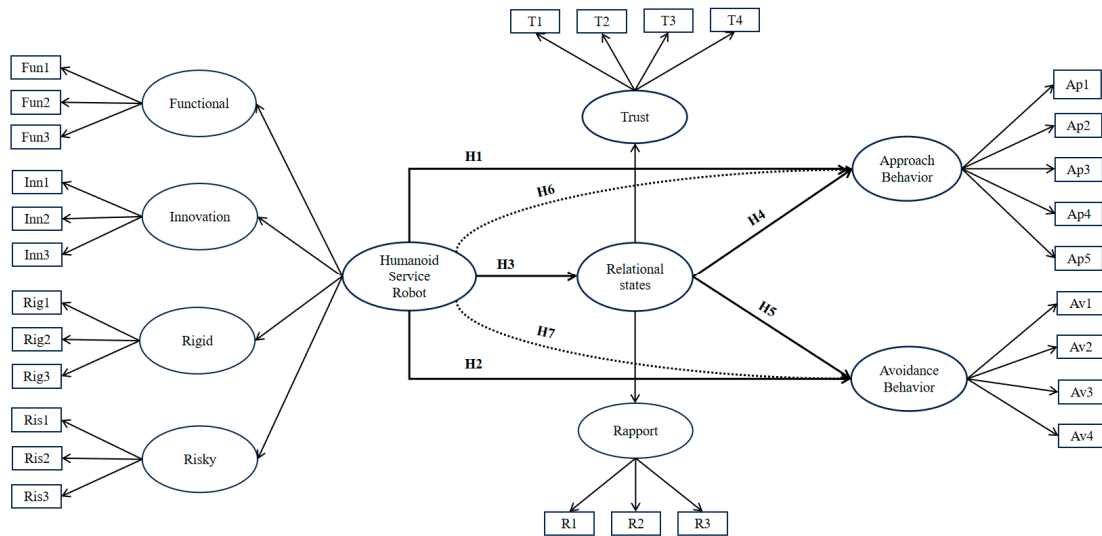 T1
T2
T3
T4
Fun1
Fun2
Fun3
Functional
Trust
Ap1
Ap2
Ap3
Ap4
Ap5
Approach
Behavior
H1
H6
H4
Inn1
Inn2
Inn3
Innovation
Humanoid
Service
Robot
H3
Relational
states
Rig1
Rig2
Rig3
Rigid
H7
H5
H2
Av1
Av2
Av3
Av4
Avoidance
Behavior
Ris1
Ris2
Ris3
Risky
Rapport
R1
R2
R3